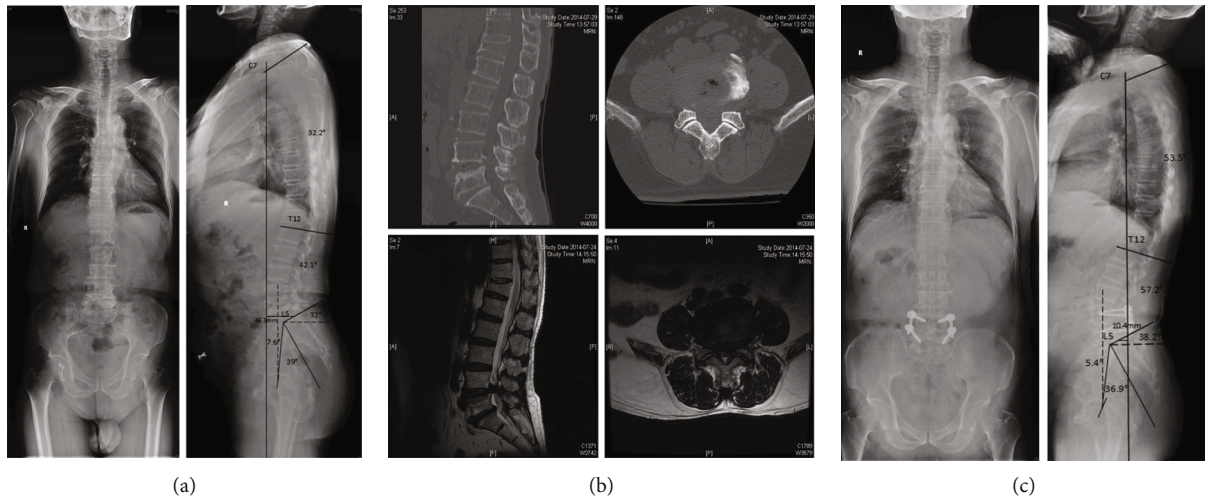 R
C7
32.2°
R
T12
42.1°
L5
32°
7.6°
39°
Se:253
Im:33
[H]
Study Date:2014-07-29
Study Time:13:57:03
MRN:
[A]
[P]
[F]
C700
W4000
Se:2
Im:148
[A]
Study Date:2014-07-29
Study Time:13:57:03
MRN:
[R]
[L]
[P]
C350
W2000
Se:2
Im:7
[H]
Study Date:2014-07-24
Study Time:14:15:50
MRN:
[A]
[P]
[F]
C1371
W2742
Se:4
Im:11
[A]
Study Date:2014-07-24
Study Time:14:15:50
MRN:
[R]
[L]
[P]
C1789
W3579
R
C7
53.5°
T12
57.2°
10.4mm
L5
38.2°
5.4°
36.9°
(a)
(b)
(c)